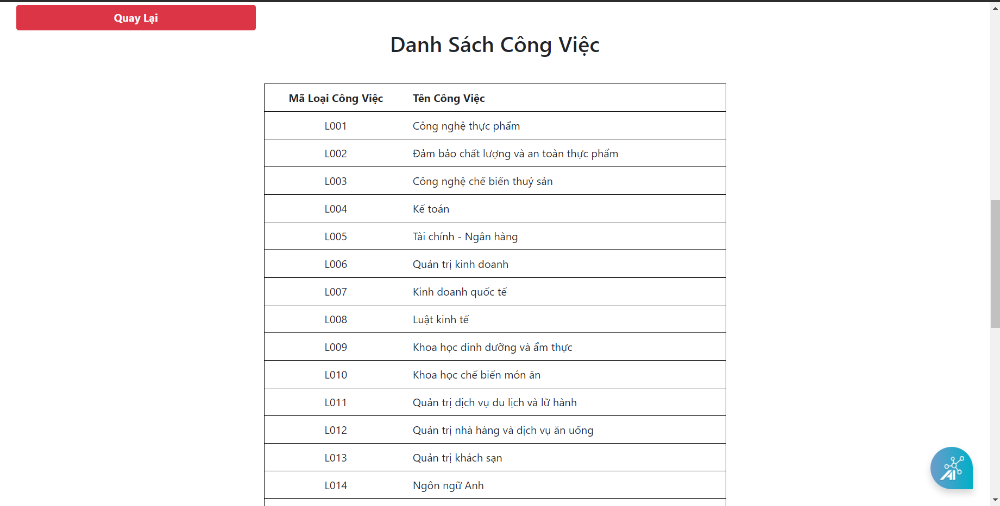 Quay Lại
Danh Sách Công Việc
Mã Loại Công Việc Tên Công Việc
L001 Công nghệ thực phẩm
L002 Đảm bảo chất lượng và an toàn thực phẩm
L003 Công nghệ chế biến thuỷ sản
L004 Kế toán
L005 Tài chính - Ngân hàng
L006 Quản trị kinh doanh
L007 Kinh doanh quốc tế
L008 Luật kinh tế
L009 Khoa học dinh dưỡng và ẩm thực
L010 Khoa học chế biến món ăn
L011 Quản trị dịch vụ du lịch và lữ hành
L012 Quản trị nhà hàng và dịch vụ ăn uống
L013 Quản trị khách sạn
L014 Ngôn ngữ Anh
AI